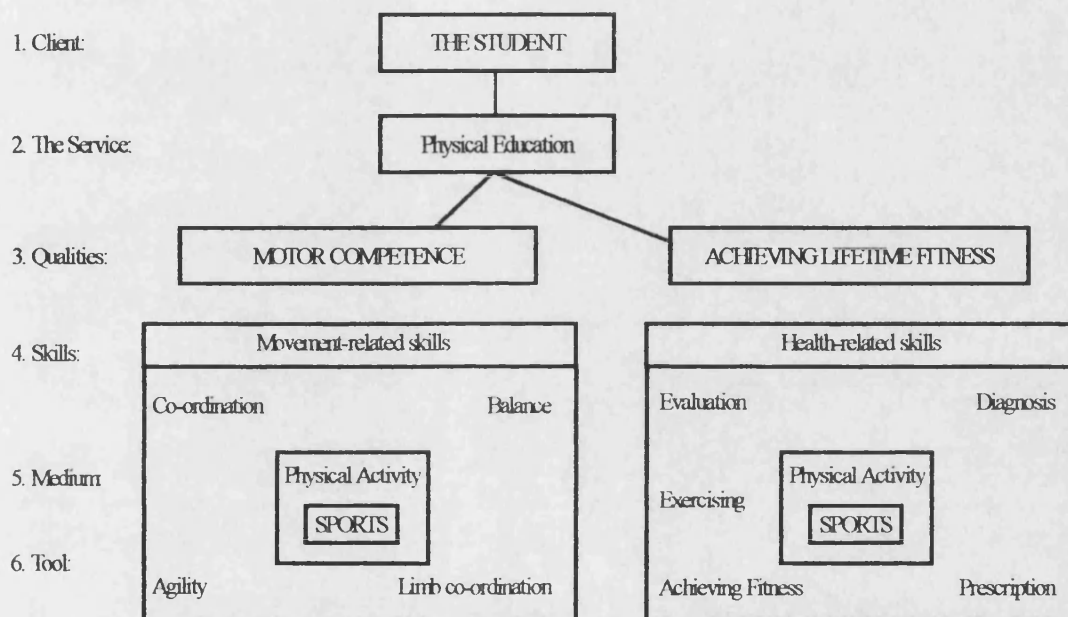 1. Client:
THE STUDENT
2. The Service:
Physical Education
3. Qualities:
MOTOR COMPETENCE
ACHIEVING LIFETIME FITNESS
4. Skills:
Movement-related skills
Health-related skills
Co-ordination
Balance
Evaluation
Diagnosis
5. Medium:
Physical Activity
Physical Activity
Exercising
SPORTS
SPORTS
6. Tool:
Agility
Limb co-ordination
Achieving Fitness
Prescription